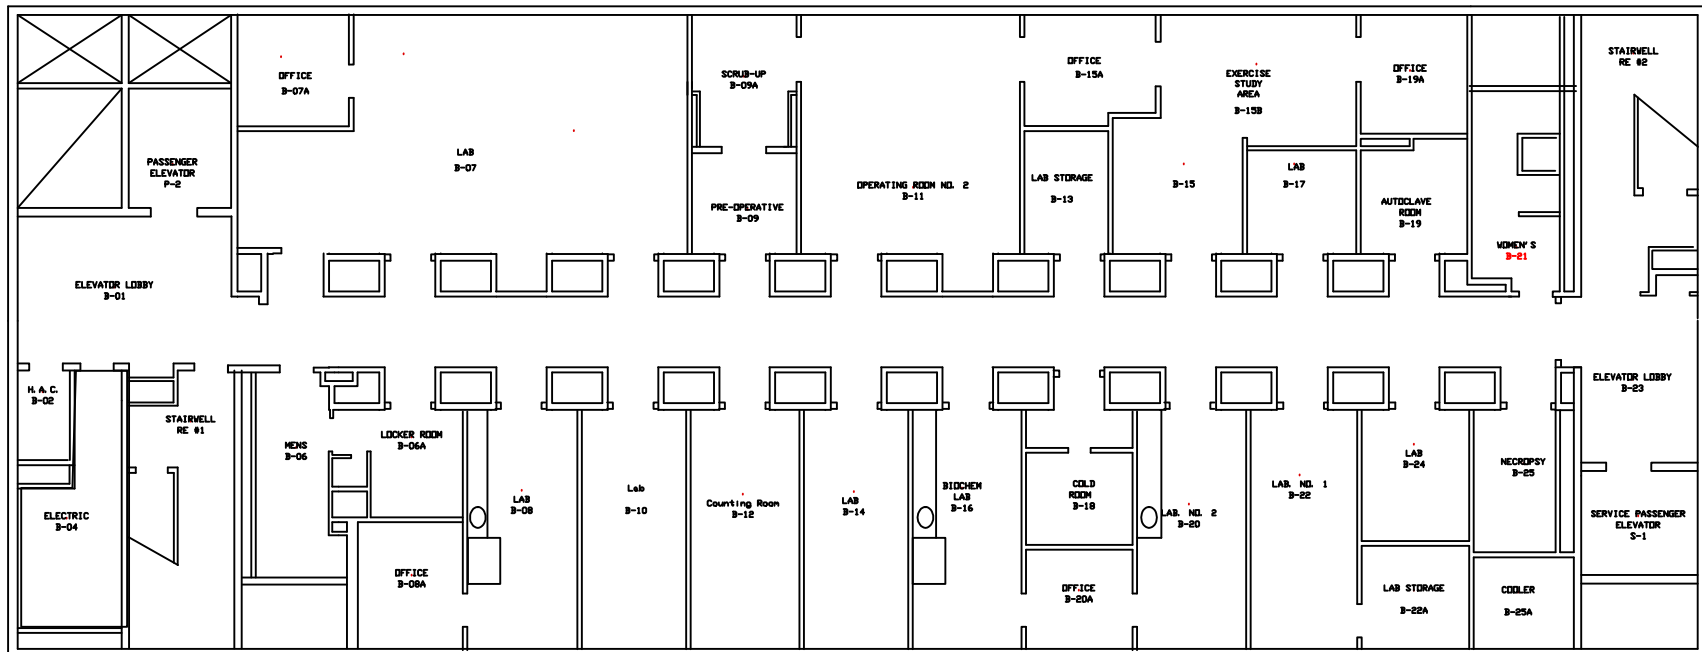 OFFICE
B-07A
SCRUB-UP
B-09A
OFFICE
B-15A
EXERCISE
STUDY
AREA
B-15B
OFFICE
B-19A
STAIRWELL
RE #2
PASSENGER
ELEVATOR
P-2
LAB
B-07
PRE-OPERATIVE
B-09
OPERATING ROOM NO. 2
B-11
LAB STORAGE
B-13
B-15
LAB
B-17
AUTOCLAVE
ROOM
B-19
WOMEN'S
B-21
ELEVATOR LOBBY
B-01
H.A.C.
B-02
STAIRWELL
RE #1
MENS
B-06
LOCKER ROOM
B-06A
ELEVATOR LOBBY
B-23
ELECTRIC
B-04
LAB
B-08
Lab
B-10
Counting Room
B-12
LAB
B-14
BIOCHEM
LAB
B-16
COLD
ROOM
B-18
LAB. NO. 2
B-20
LAB. NO. 1
B-22
LAB
B-24
NECROPSY
B-25
SERVICE PASSENGER
ELEVATOR
S-1
OFFICE
B-08A
OFFICE
B-20A
LAB STORAGE
B-22A
COOLER
B-25A